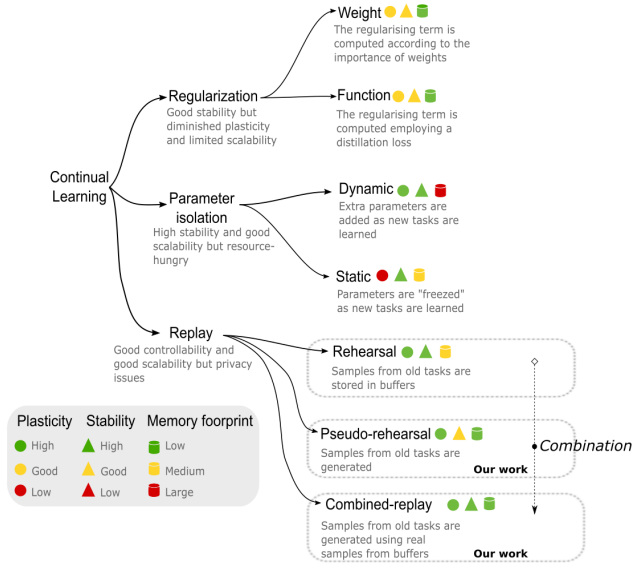 Weight
The regularising term is
computed according to the
importance of weights
Regularization
Good stability but
diminished plasticity
and limited scalability
Function
The regularising term is
computed employing a
distillation loss
Continual
Learning
Parameter
isolation
High stability and good
scalability but resource-
hungry
Dynamic
Extra parameters are
added as new tasks are
learned
Static
Parameters are "freezed"
as new tasks are learned
Replay
Good controllability and
good scalability but privacy
issues
Rehearsal
Samples from old tasks are
stored in buffers
Pseudo-rehearsal
Samples from old tasks are
generated
Our work
Combination
Combined-replay
Samples from old tasks are
generated using real
samples from buffers
Our work
Plasticity Stability Memory foorprint
High High Low
Good Good Medium
Low Low Large